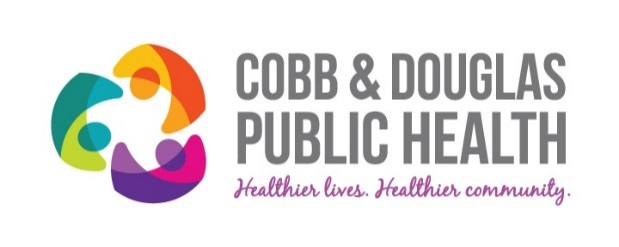 COBB & DOUGLAS
PUBLIC HEALTH
Healthier lives. Healthier community.